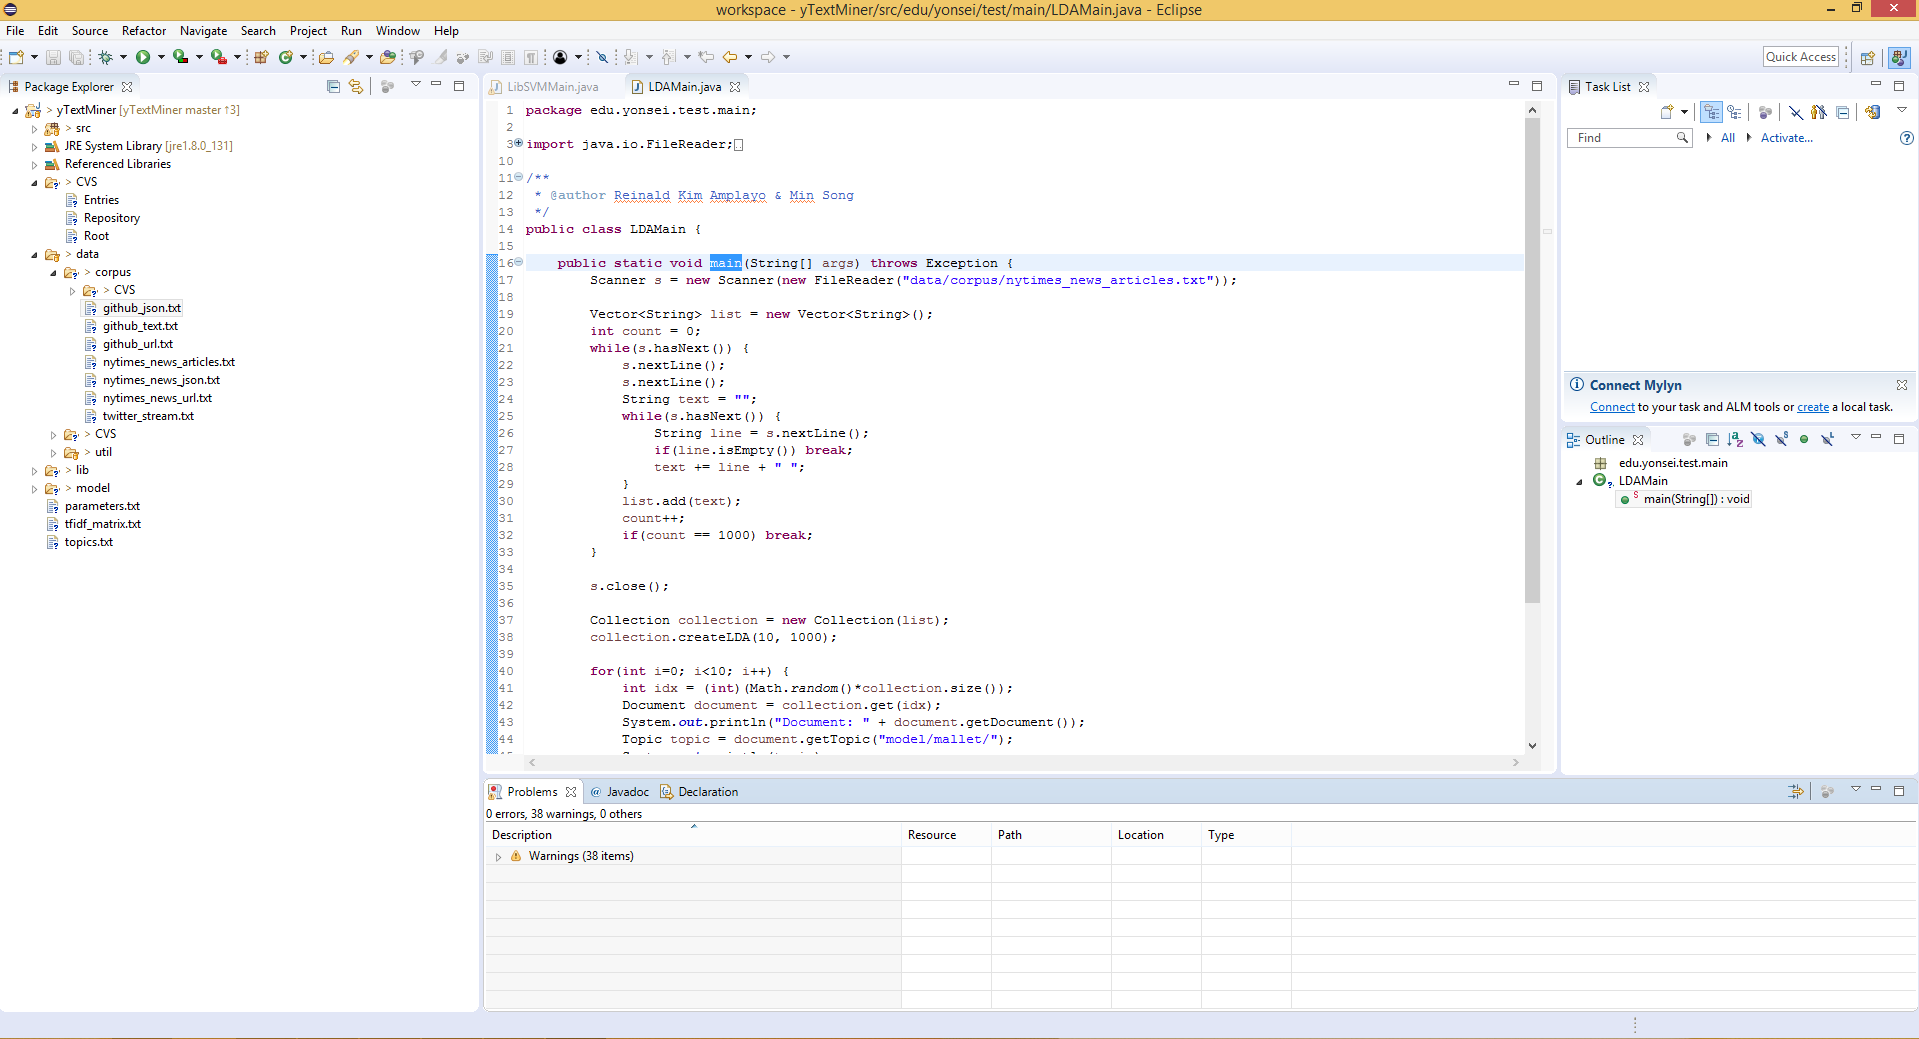 workspace - yTextMiner/src/edu/yonsei/test/main/LDAMain.java - Eclipse
File Edit Source Refactor Navigate Search Project Run Window Help
Quick Access
Package Explorer
> yTextMiner [yTextMiner master ↑3]
> src
JRE System Library [jre1.8.0_131]
Referenced Libraries
> CVS
Entries
Repository
Root
> data
> corpus
> CVS
github_json.txt
github_text.txt
github_url.txt
nytimes_news_articles.txt
nytimes_news_json.txt
nytimes_news_url.txt
twitter_stream.txt
> CVS
> util
> lib
> model
parameters.txt
tfidf_matrix.txt
topics.txt
LibSVMMain.java LDAMain.java
1 package edu.yonsei.test.main;
2
3 import java.io.FileReader;
10
11 /**
12 * @author Reinald Kim Amplayo & Min Song
13 */
14 public class LDAMain {
15
16 public static void main(String[] args) throws Exception {
17 Scanner s = new Scanner(new FileReader("data/corpus/nytimes_news_articles.txt"));
18
19 Vector<String> list = new Vector<String>();
20 int count = 0;
21 while(s.hasNext()) {
22 s.nextLine();
23 s.nextLine();
24 String text = "";
25 while(s.hasNext()) {
26 String line = s.nextLine();
27 if(line.isEmpty()) break;
28 text += line + " ";
29 }
30 list.add(text);
31 count++;
32 if(count == 1000) break;
33 }
34
35 s.close();
36
37 Collection collection = new Collection(list);
38 collection.createLDA(10, 1000);
39
40 for(int i=0; i<10; i++) {
41 int idx = (int)(Math.random()*collection.size());
42 Document document = collection.get(idx);
43 System.out.println("Document: " + document.getDocument());
44 Topic topic = document.getTopic("model/mallet/");
Task List
Find
All
Activate...
Connect Mylyn
Connect to your task and ALM tools or create a local task.
Outline
edu.yonsei.test.main
LDAMain
main(String[]) : void
Problems @ Javadoc Declaration
0 errors, 38 warnings, 0 others
Description Resource Path Location Type
Warnings (38 items)